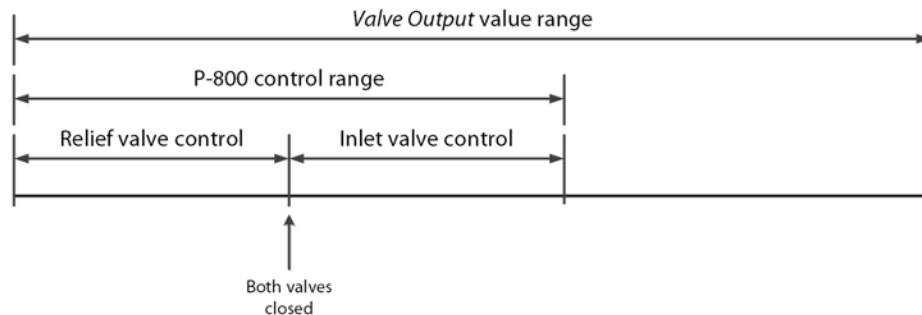 Valve Output value range
P-800 control range
Relief valve control
Inlet valve control
Both valves
closed